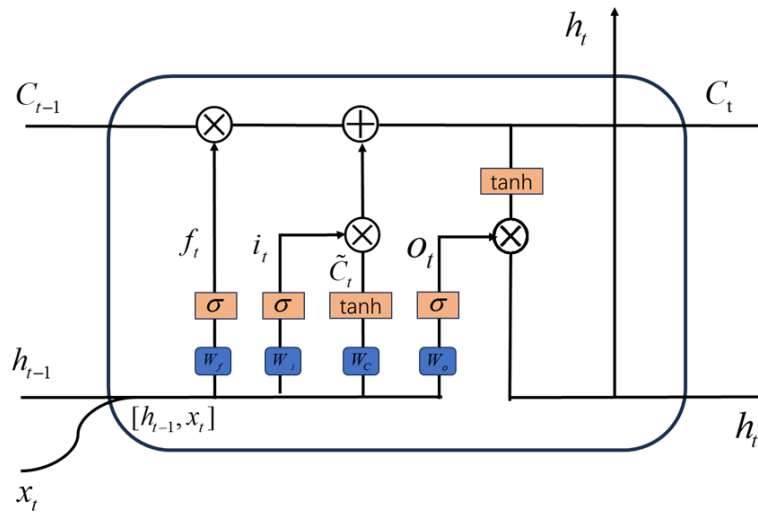 h_t
C_{t-1}
C_t
tanh
f_t
i_t
C̃_t
O_t
σ
σ
tanh
σ
W_f
W_i
W_C
W_o
h_{t-1}
[h_{t-1}, x_t]
h_t
x_t